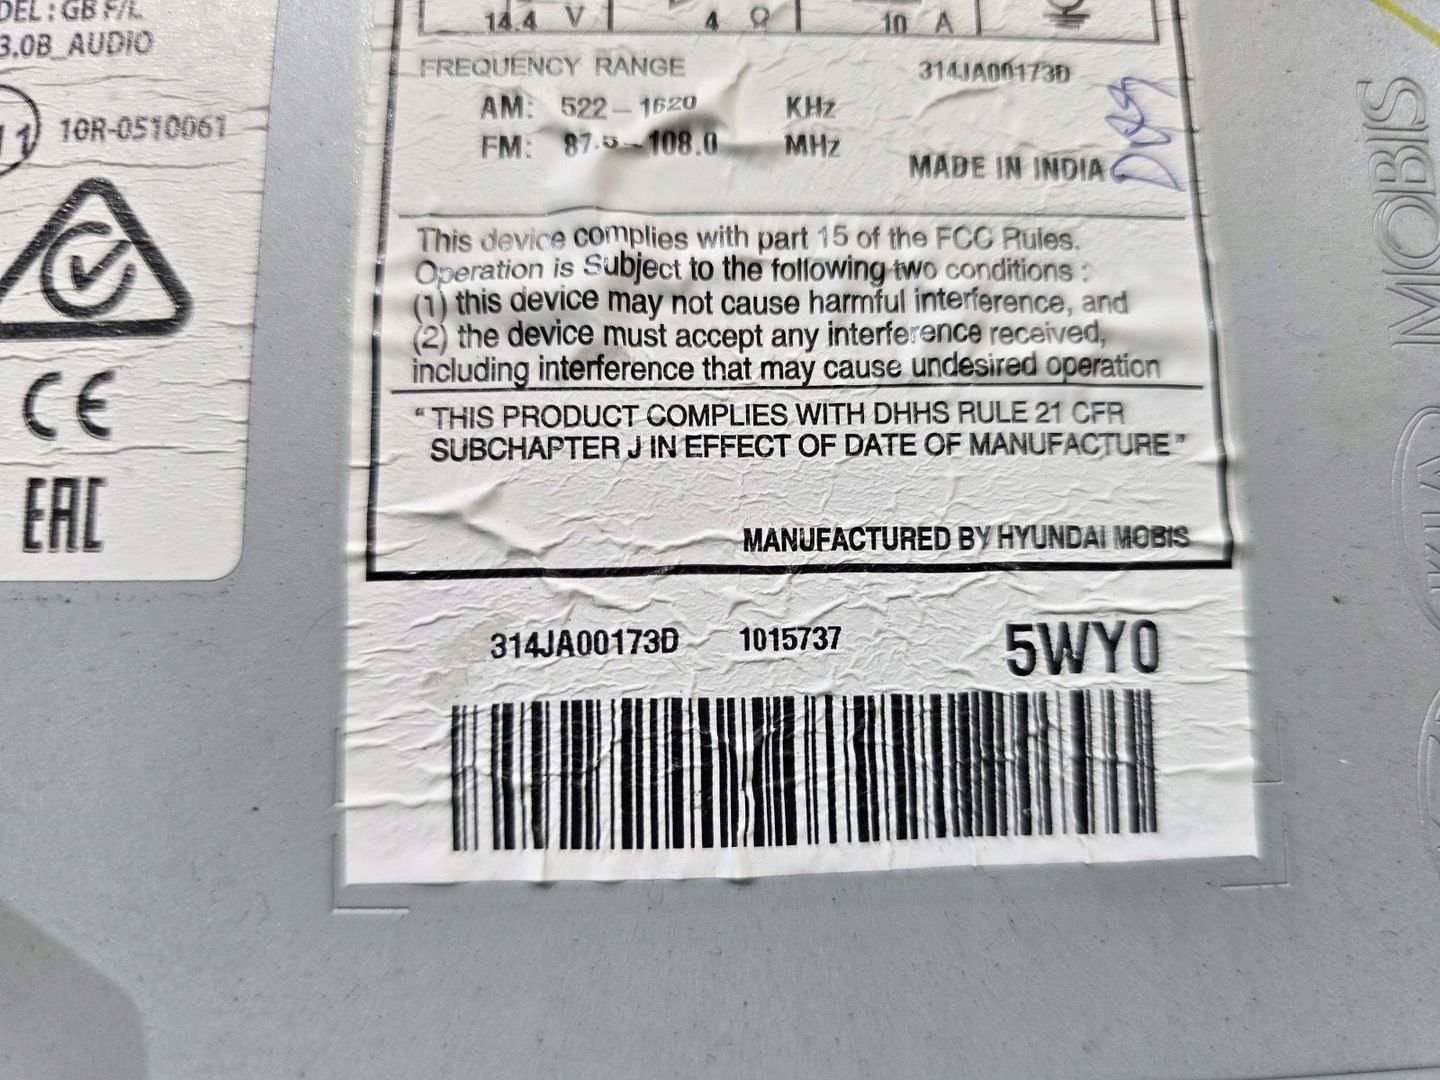 DEL : GB F/L
3.0B_AUDIO
11
10R-0510061
CE
EAC
14.4 V
4 Ω
10 A
FREQUENCY RANGE
314JA00173D
AM: 522 – 1620 KHz
FM: 87.5 – 108.0 MHz
MADE IN INDIA
This device complies with part 15 of the FCC Rules.
Operation is Subject to the following two conditions :
(1) this device may not cause harmful interference, and
(2) the device must accept any interference received,
including interference that may cause undesired operation
“ THIS PRODUCT COMPLIES WITH DHHS RULE 21 CFR
SUBCHAPTER J IN EFFECT OF DATE OF MANUFACTURE ”
MANUFACTURED BY HYUNDAI MOBIS
314JA00173D 1015737 5WY0
MOBIS